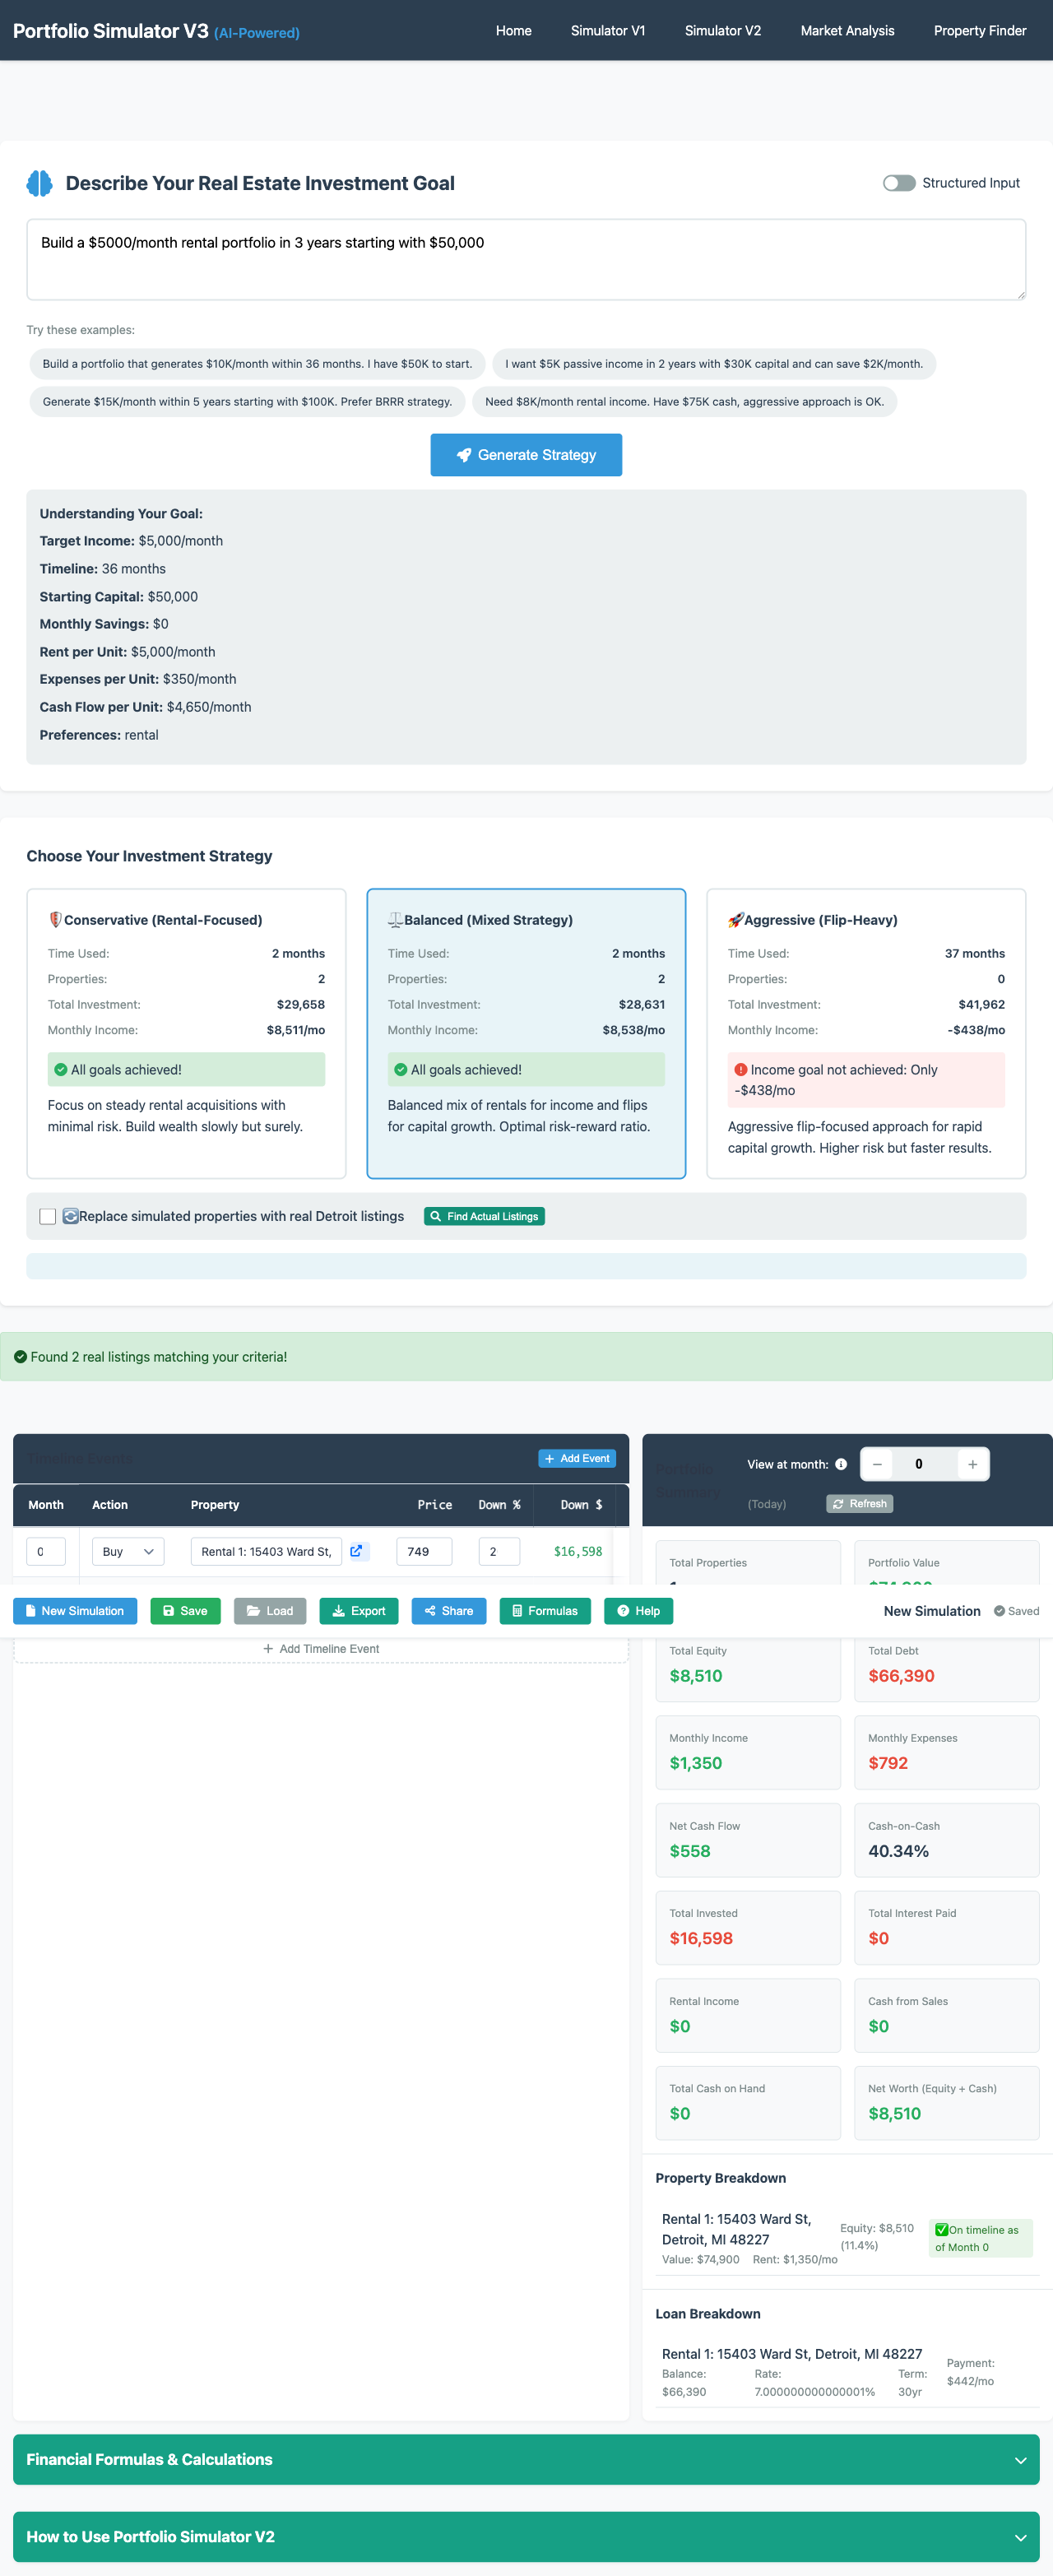 Portfolio Simulator V3 (AI-Powered)
Home
Simulator V1
Simulator V2
Market Analysis
Property Finder
Describe Your Real Estate Investment Goal
Structured Input
Build a $5000/month rental portfolio in 3 years starting with $50,000
Try these examples:
Build a portfolio that generates $10K/month within 36 months. I have $50K to start.
I want $5K passive income in 2 years with $30K capital and can save $2K/month.
Generate $15K/month within 5 years starting with $100K. Prefer BRRR strategy.
Need $8K/month rental income. Have $75K cash, aggressive approach is OK.
Generate Strategy
Understanding Your Goal:
Target Income: $5,000/month
Timeline: 36 months
Starting Capital: $50,000
Monthly Savings: $0
Rent per Unit: $5,000/month
Expenses per Unit: $350/month
Cash Flow per Unit: $4,650/month
Preferences: rental
Choose Your Investment Strategy
Conservative (Rental-Focused)
Time Used: 2 months
Properties: 2
Total Investment: $29,658
Monthly Income: $8,511/mo
All goals achieved!
Focus on steady rental acquisitions with
minimal risk. Build wealth slowly but surely.
Balanced (Mixed Strategy)
Time Used: 2 months
Properties: 2
Total Investment: $28,631
Monthly Income: $8,538/mo
All goals achieved!
Balanced mix of rentals for income and flips
for capital growth. Optimal risk-reward ratio.
Aggressive (Flip-Heavy)
Time Used: 37 months
Properties: 0
Total Investment: $41,962
Monthly Income: -$438/mo
Income goal not achieved: Only
-$438/mo
Aggressive flip-focused approach for rapid
capital growth. Higher risk but faster results.
Replace simulated properties with real Detroit listings
Find Actual Listings
Found 2 real listings matching your criteria!
Timeline Events
Add Event
Month Action Property Price Down % Down $
0 Buy Rental 1: 15403 Ward St, 749 2 $16,598
Portfolio
Summary
View at month:
0
(Today)
Refresh
Total Properties
Portfolio Value
New Simulation
Save
Load
Export
Share
Formulas
Help
New Simulation
Saved
Add Timeline Event
Total Equity
$8,510
Total Debt
$66,390
Monthly Income
$1,350
Monthly Expenses
$792
Net Cash Flow
$558
Cash-on-Cash
40.34%
Total Invested
$16,598
Total Interest Paid
$0
Rental Income
$0
Cash from Sales
$0
Total Cash on Hand
$0
Net Worth (Equity + Cash)
$8,510
Property Breakdown
Rental 1: 15403 Ward St,
Detroit, MI 48227
Value: $74,900 Rent: $1,350/mo
Equity: $8,510
(11.4%)
On timeline as
of Month 0
Loan Breakdown
Rental 1: 15403 Ward St, Detroit, MI 48227
Balance:
$66,390
Rate:
7.000000000000001%
Term:
30yr
Payment:
$442/mo
Financial Formulas & Calculations
How to Use Portfolio Simulator V2